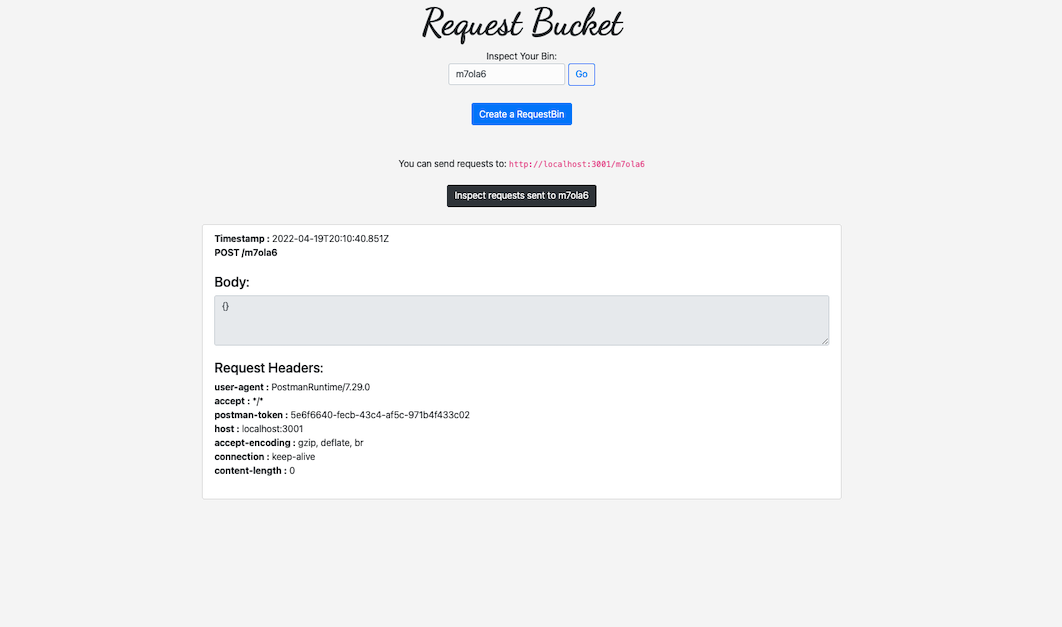 Request Bucket
Inspect Your Bin:
m7ola6 Go
Create a RequestBin
You can send requests to: http://localhost:3001/m7ola6
Inspect requests sent to m7ola6
Timestamp : 2022-04-19T20:10:40.851Z
POST /m7ola6
Body:
{}
Request Headers:
user-agent : PostmanRuntime/7.29.0
accept : */*
postman-token : 5e6f6640-fecb-43c4-af5c-971b4f433c02
host : localhost:3001
accept-encoding : gzip, deflate, br
connection : keep-alive
content-length : 0